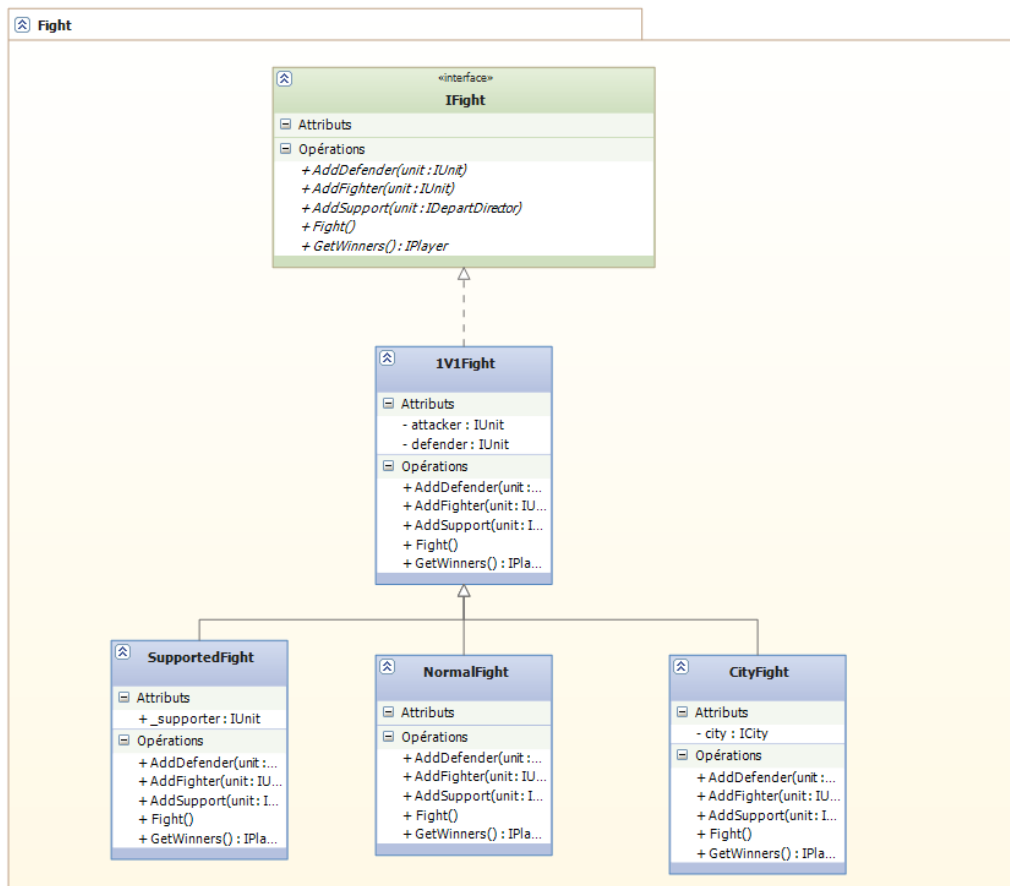 Fight
«interface»
IFight
Attributs
Opérations
+ AddDefender(unit : IUnit)
+ AddFighter(unit : IUnit)
+ AddSupport(unit : IDepartDirector)
+ Fight()
+ GetWinners() : IPlayer
1V1Fight
Attributs
- attacker : IUnit
- defender : IUnit
Opérations
+ AddDefender(unit :...
+ AddFighter(unit : IU...
+ AddSupport(unit : I...
+ Fight()
+ GetWinners() : IPla...
SupportedFight
Attributs
+ _supporter : IUnit
Opérations
+ AddDefender(unit :...
+ AddFighter(unit : IU...
+ AddSupport(unit : I...
+ Fight()
+ GetWinners() : IPla...
NormalFight
Attributs
Opérations
+ AddDefender(unit :...
+ AddFighter(unit : IU...
+ AddSupport(unit : I...
+ Fight()
+ GetWinners() : IPla...
CityFight
Attributs
- city : ICity
Opérations
+ AddDefender(unit :...
+ AddFighter(unit : IU...
+ AddSupport(unit : I...
+ Fight()
+ GetWinners() : IPla...